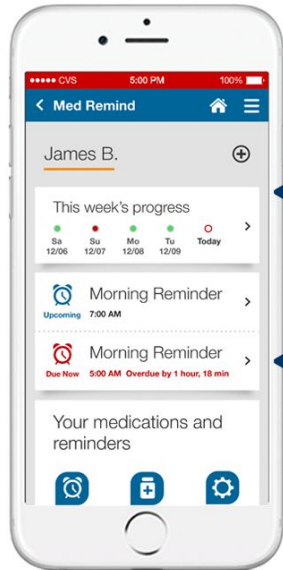 CVS 5:00 PM 100%
Med Remind
James B.
This week's progress
Sa Su Mo Tu Today
12/06 12/07 12/08 12/09
Morning Reminder
Upcoming 7:00 AM
Morning Reminder
Due Now 5:00 AM Overdue by 1 hour, 18 min
Your medications and
reminders